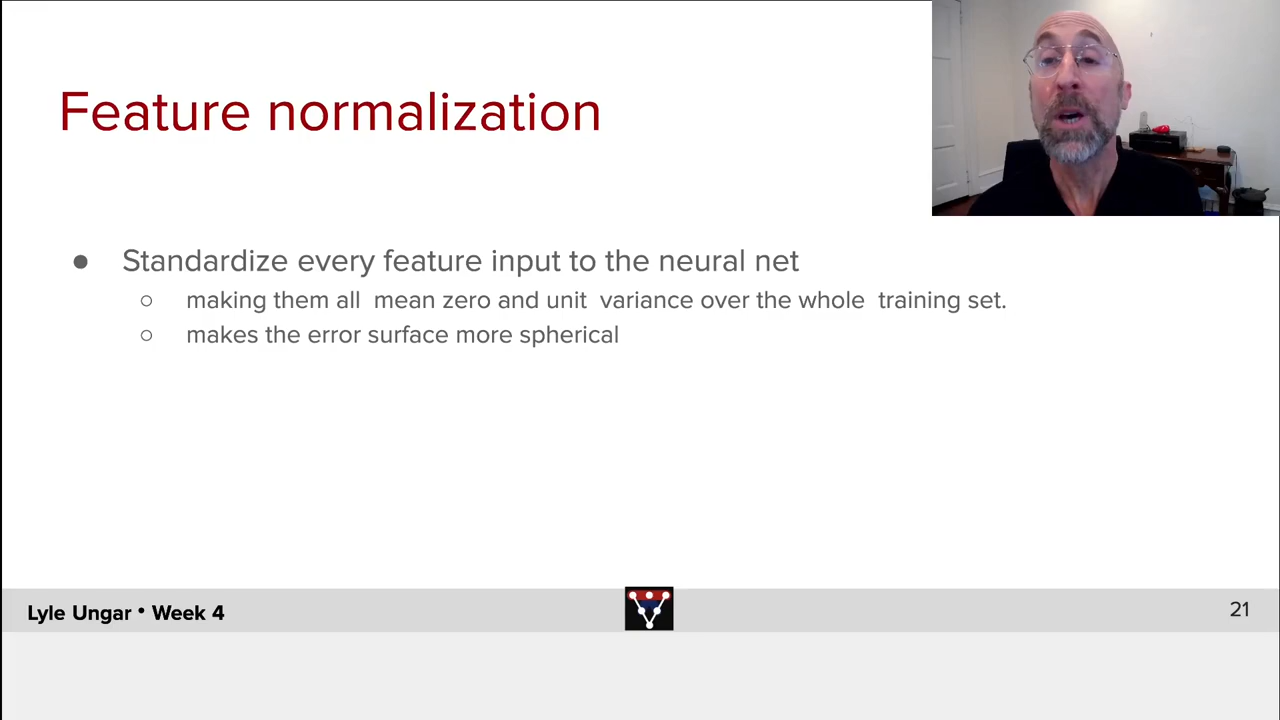 Feature normalization
● Standardize every feature input to the neural net
○ making them all mean zero and unit variance over the whole training set.
○ makes the error surface more spherical
Lyle Ungar • Week 4
21